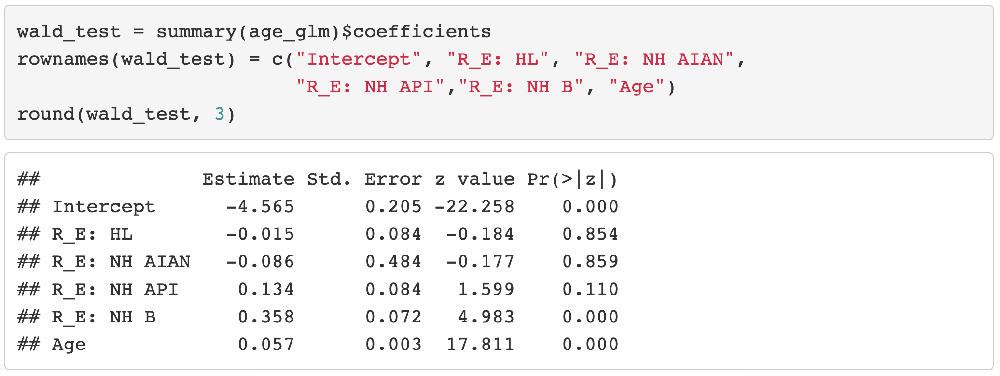 wald_test = summary(age_glm)$coefficients
rownames(wald_test) = c("Intercept", "R_E: HL", "R_E: NH AIAN",
                        "R_E: NH API","R_E: NH B", "Age")
round(wald_test, 3)
##              Estimate Std. Error z value Pr(>|z|)
## Intercept      -4.565      0.205 -22.258    0.000
## R_E: HL        -0.015      0.084  -0.184    0.854
## R_E: NH AIAN   -0.086      0.484  -0.177    0.859
## R_E: NH API     0.134      0.084   1.599    0.110
## R_E: NH B       0.358      0.072   4.983    0.000
## Age             0.057      0.003  17.811    0.000